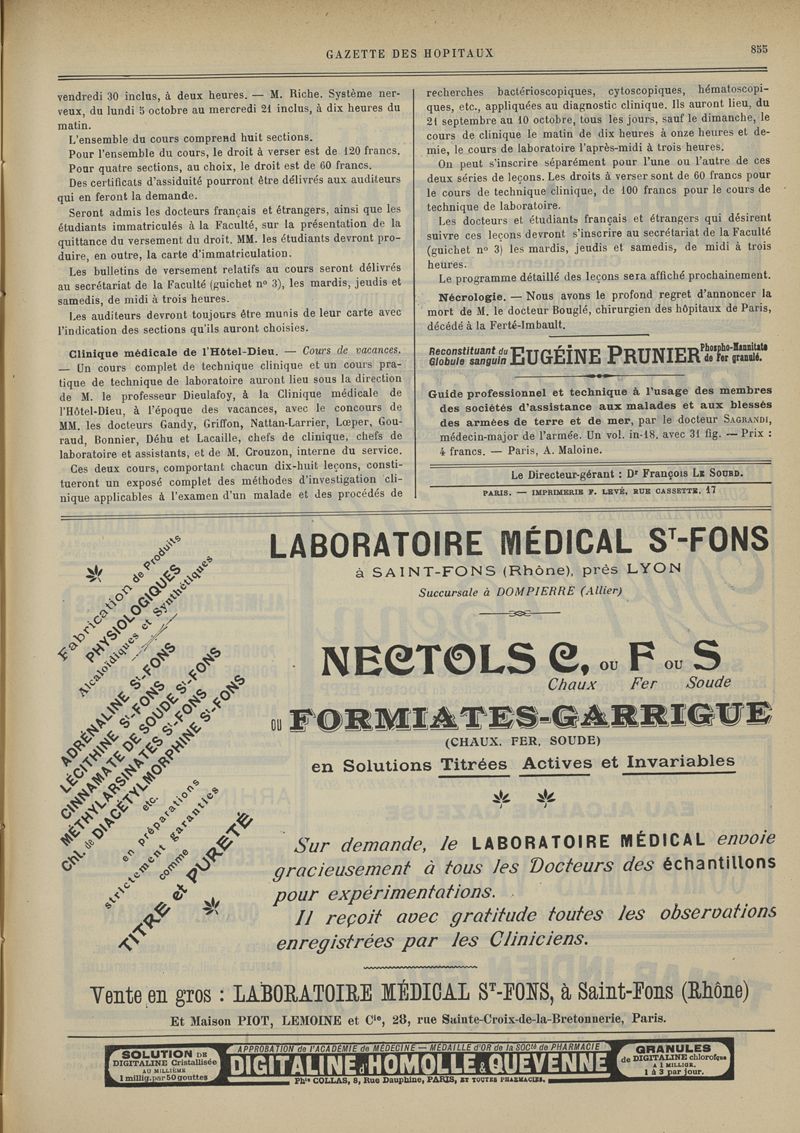 GAZETTE DES HOPITAUX
855
vendredi 30 inclus, à deux heures. — M. Riche. Système ner-
veux, du lundi 5 octobre au mercredi 21 inclus, à dix heures du
matin.
L'ensemble du cours comprend huit sections.
Pour l'ensemble du cours, le droit à verser est de 120 francs.
Pour quatre sections, au choix, le droit est de 60 francs.
Des certificats d'assiduité pourront être délivrés aux auditeurs
qui en feront la demande.
Seront admis les docteurs français et étrangers, ainsi que les
étudiants immatriculés à la Faculté, sur la présentation de la
quittance du versement du droit. MM. les étudiants devront pro-
duire, en outre, la carte d'immatriculation.
Les bulletins de versement relatifs au cours seront délivrés
au secrétariat de la Faculté (guichet n° 3), les mardis, jeudis et
samedis, de midi à trois heures.
Les auditeurs devront toujours être munis de leur carte avec
l'indication des sections qu'ils auront choisies.
Clinique médicale de l'Hôtel-Dieu. — Cours de vacances.
— Un cours complet de technique clinique et un cours pra-
tique de technique de laboratoire auront lieu sous la direction
de M. le professeur Dieulafoy, à la Clinique médicale de
l'Hôtel-Dieu, à l'époque des vacances, avec le concours de
MM. les docteurs Gandy, Griffon, Nattan-Larrier, Lœper, Gou-
raud, Bonnier, Déhu et Lacaille, chefs de clinique, chefs de
laboratoire et assistants, et de M. Crouzon, interne du service.
Ces deux cours, comportant chacun dix-huit leçons, consti-
tueront un exposé complet des méthodes d'investigation cli-
nique applicables à l'examen d'un malade et des procédés de
recherches bactérioscopiques, cytoscopiques, hématoscopi-
ques, etc., appliquées au diagnostic clinique. Ils auront lieu, du
21 septembre au 10 octobre, tous les jours, sauf le dimanche, le
cours de clinique le matin de dix heures à onze heures et de-
mie, le cours de laboratoire l'après-midi à trois heures.
On peut s'inscrire séparément pour l'une ou l'autre de ces
deux séries de leçons. Les droits à verser sont de 60 francs pour
le cours de technique clinique, de 100 francs pour le cours de
technique de laboratoire.
Les docteurs et étudiants français et étrangers qui désirent
suivre ces leçons devront s'inscrire au secrétariat de la Faculté
(guichet n° 3) les mardis, jeudis et samedis, de midi à trois
heures.
Le programme détaillé des leçons sera affiché prochainement.
Nécrologie. — Nous avons le profond regret d'annoncer la
mort de M. le docteur Bouglé, chirurgien des hôpitaux de Paris,
décédé à la Ferté-Imbault.
Reconstituant du
Globule sanguin
EUGÉINE PRUNIER
Phospho-Mannitate
de Fer granulé.
Guide professionnel et technique à l'usage des membres
des sociétés d'assistance aux malades et aux blessés
des armées de terre et de mer, par le docteur SAGRANDI,
médecin-major de l'armée. Un vol. in-18, avec 31 fig. — Prix :
4 francs. — Paris, A. Maloine.
Le Directeur-gérant : Dr François LE SOURD.
PARIS. — IMPRIMERIE F. LEVÉ, RUE CASSETTE, 17
Fabrication de Produits
PHYSIOLOGIQUES
Alcaloïdiques et Synthétiques
ADRÉNALINE St-FONS
LÉCITHINE St-FONS
CINNAMATE DE SOUDE St-FONS
MÉTHYLARSINATES St-FONS
Chl. de DIACÉTYLMORPHINE St-FONS
etc.
en préparations
strictement garanties
comme
TITRE et PURETÉ
LABORATOIRE MÉDICAL ST-FONS
à SAINT-FONS (Rhône), près LYON
Succursale à DOMPIERRE (Allier)
NECTOLS C, OU F OU S
Chaux Fer Soude
OU FORMIATES-GARRIGUE
(CHAUX, FER, SOUDE)
en Solutions Titrées Actives et Invariables
Sur demande, le LABORATOIRE MÉDICAL envoie
gracieusement à tous les Docteurs des échantillons
pour expérimentations.
Il reçoit avec gratitude toutes les observations
enregistrées par les Cliniciens.
Vente en gros : LABORATOIRE MÉDICAL ST-FONS, à Saint-Fons (Rhône)
Et Maison PIOT, LEMOINE et Cie, 28, rue Sainte-Croix-de-la-Bretonnerie, Paris.
SOLUTION DE
DIGITALINE Cristallisée
AU MILLIÈME
1 millig. par 50 gouttes
APPROBATION de l'ACADÉMIE de MÉDECINE — MÉDAILLE d'OR de la SOCté de PHARMACIE
DIGITALINE d'HOMOLLE & QUEVENNE
Phie COLLAS, 8, Rue Dauphine, PARIS, ET TOUTES PHARMACIES.
GRANULES
de DIGITALINE chlorofque
A 1 MILLIGR.
1 à 3 par jour.